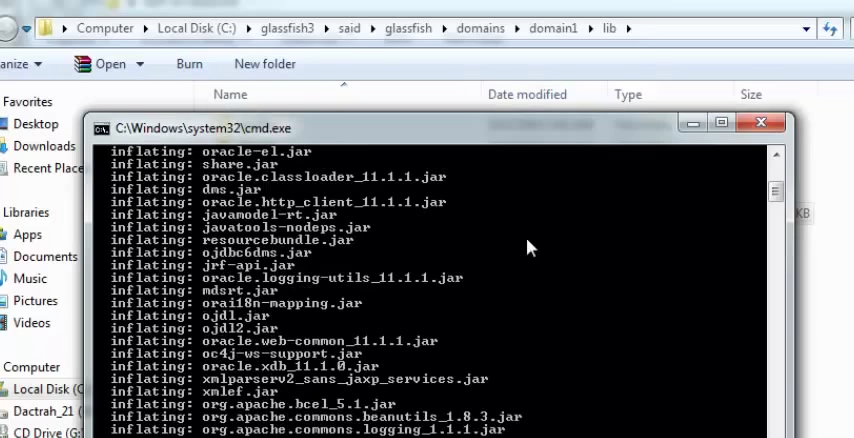 Computer ▸ Local Disk (C:) ▸ glassfish3 ▸ said ▸ glassfish ▸ domains ▸ domain1 ▸ lib ▸
anize Open Burn New folder
Name Date modified Type Size
Favorites
Desktop
Downloads
Recent Place
Libraries
Apps
Documents
Music
Pictures
Videos
Computer
Local Disk (C
Dactrah_21 (
CD Drive (G:
KB
C:\Windows\system32\cmd.exe
inflating: oracle-el.jar
inflating: share.jar
inflating: oracle.classloader_11.1.1.jar
inflating: dms.jar
inflating: oracle.http_client_11.1.1.jar
inflating: javamodel-rt.jar
inflating: javatools-nodeps.jar
inflating: resourcebundle.jar
inflating: ojdbc6dms.jar
inflating: jrf-api.jar
inflating: oracle.logging-utils_11.1.1.jar
inflating: mdsrt.jar
inflating: orai18n-mapping.jar
inflating: ojdl.jar
inflating: ojdl2.jar
inflating: oracle.web-common_11.1.1.jar
inflating: oc4j-ws-support.jar
inflating: oracle.xdb_11.1.0.jar
inflating: xmlparserv2_sans_jaxp_services.jar
inflating: xmlef.jar
inflating: org.apache.bcel_5.1.jar
inflating: org.apache.commons.beanutils_1.8.3.jar
inflating: org.apache.commons.logging_1.1.1.jar